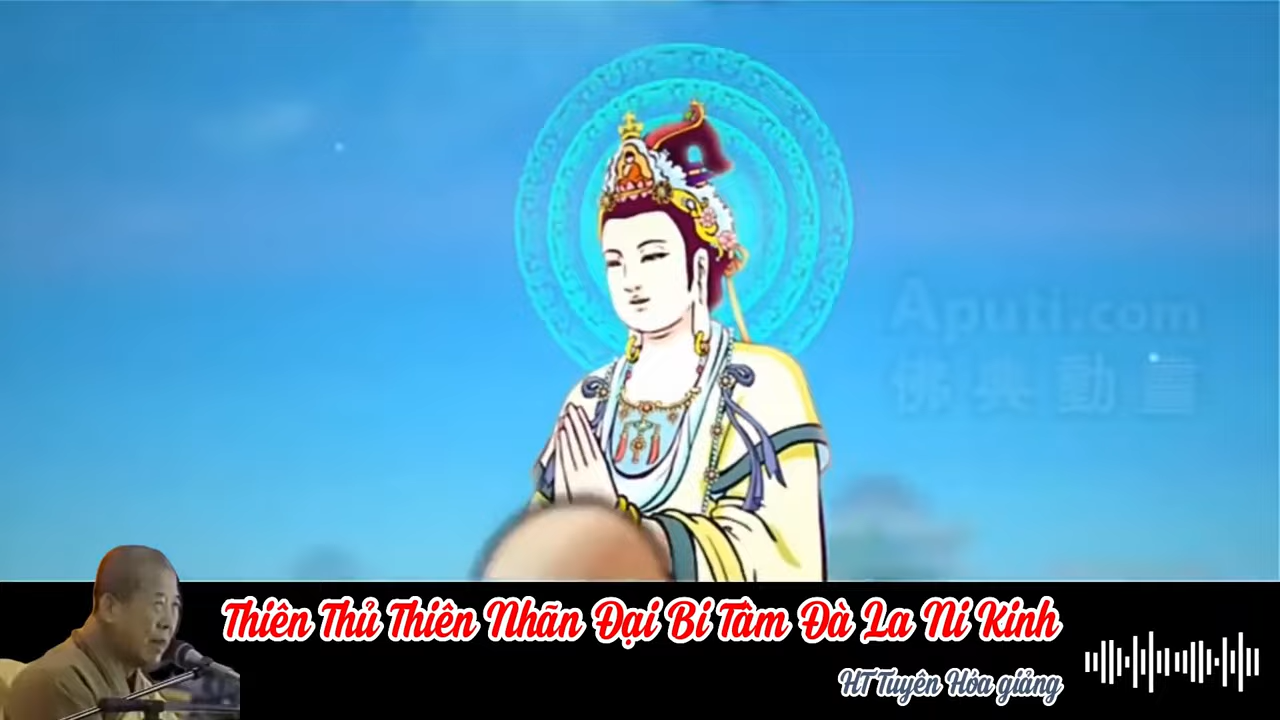 Aputi.com
佛典動畫
Thiên Thủ Thiên Nhãn Đại Bi Tâm Đà La Ni Kinh
HT Tuyên Hóa giảng